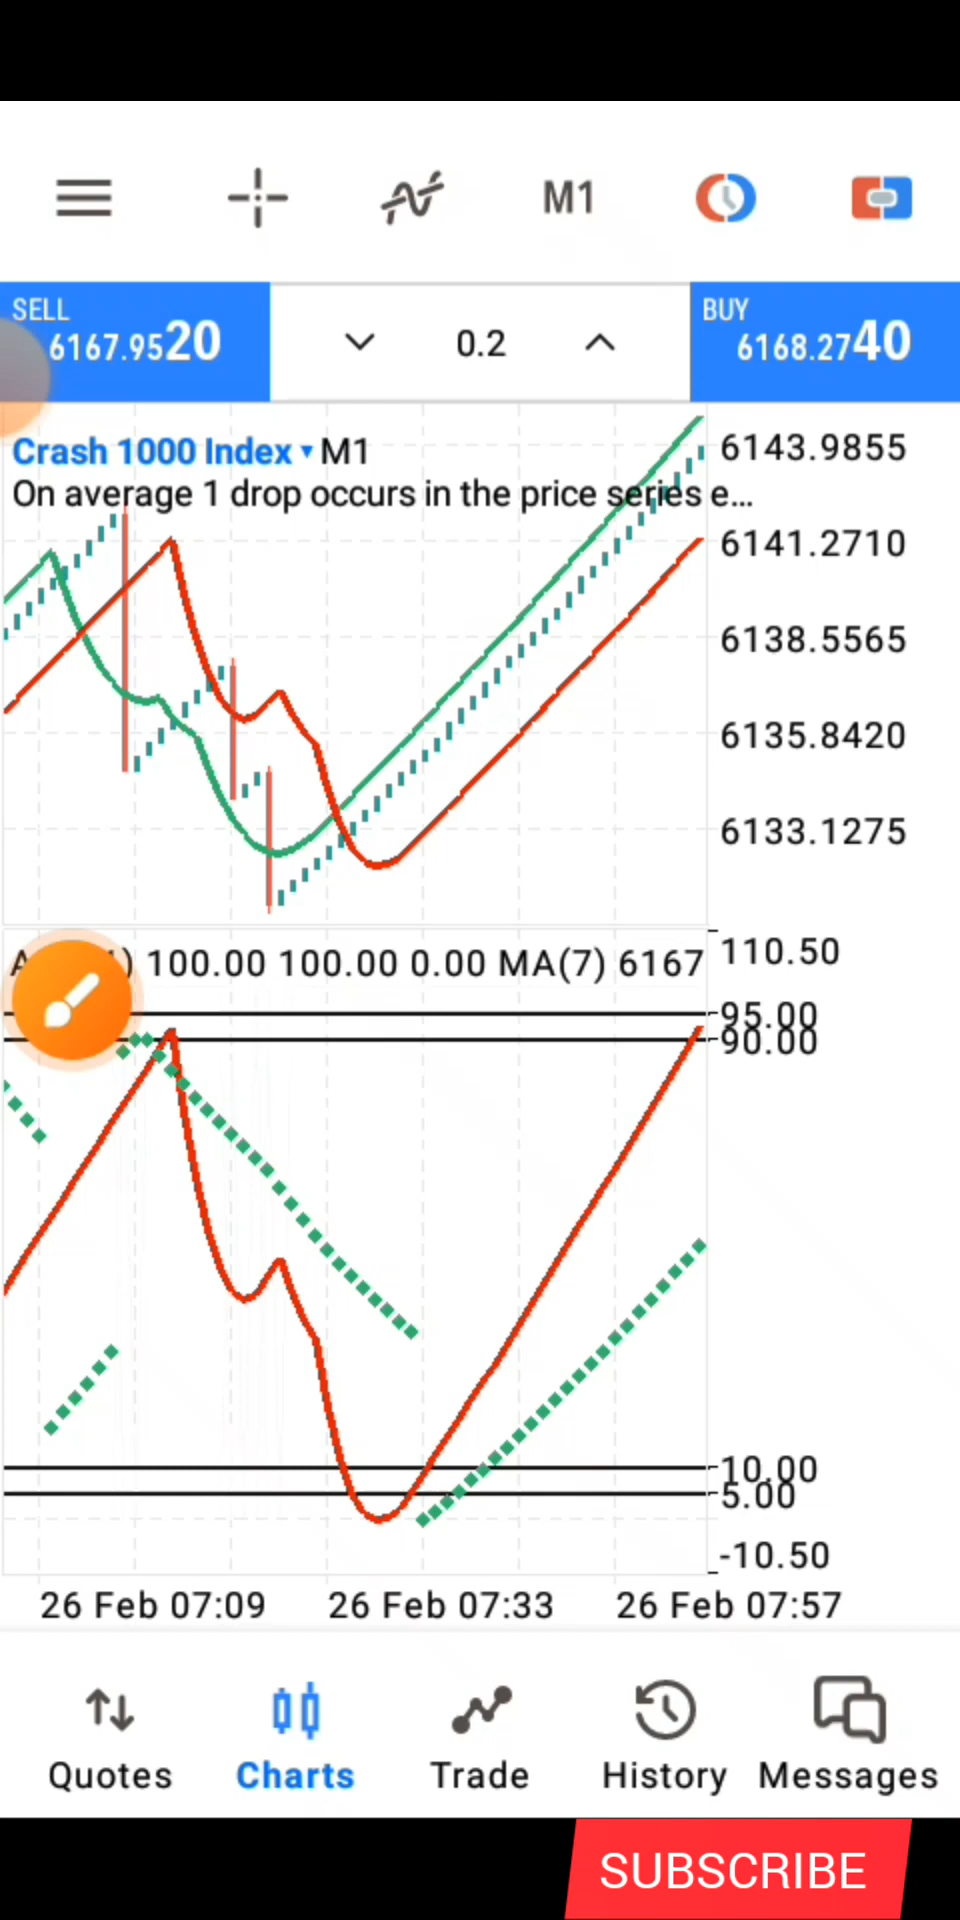 M1
SELL
6167.9520
0.2
BUY
6168.2740
Crash 1000 Index ▾ M1
On average 1 drop occurs in the price series e...
6143.9855
6141.2710
6138.5565
6135.8420
6133.1275
) 100.00 100.00 0.00 MA(7) 6167
110.50
95.00
90.00
10.00
5.00
-10.50
26 Feb 07:09 26 Feb 07:33 26 Feb 07:57
Quotes Charts Trade History Messages
SUBSCRIBE